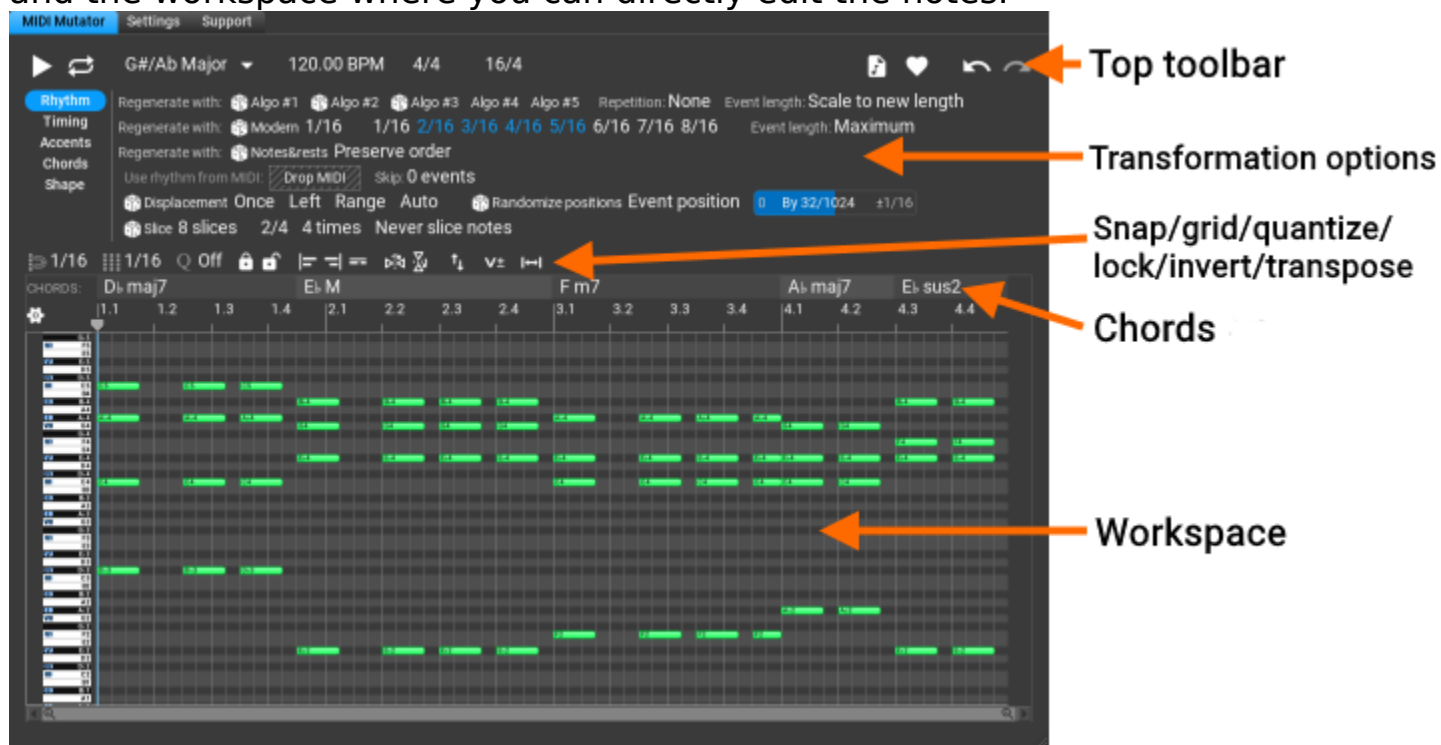 and the workspace where you can directly edit the notes.
MIDI Mutator Settings Support
G#/Ab Major 120.00 BPM 4/4 16/4
Top toolbar
Rhythm
Timing
Accents
Chords
Shape
Regenerate with: Algo #1 Algo #2 Algo #3 Algo #4 Algo #5 Repetition: None Event length: Scale to new length
Regenerate with: Modern 1/16 1/16 2/16 3/16 4/16 5/16 6/16 7/16 8/16 Event length: Maximum
Regenerate with: Notes&rests Preserve order
Use rhythm from MIDI: Drop MIDI Skip: 0 events
Displacement Once Left Range Auto Randomize positions Event position 0 By 32/1024 ±1/16
Slice 8 slices 2/4 4 times Never slice notes
Transformation options
1/16 1/16 Q Off V±
Snap/grid/quantize/
lock/invert/transpose
CHORDS: D♭ maj7 E♭ M F m7 A♭ maj7 E♭ sus2
Chords
1.1 1.2 1.3 1.4 2.1 2.2 2.3 2.4 3.1 3.2 3.3 3.4 4.1 4.2 4.3 4.4
Workspace